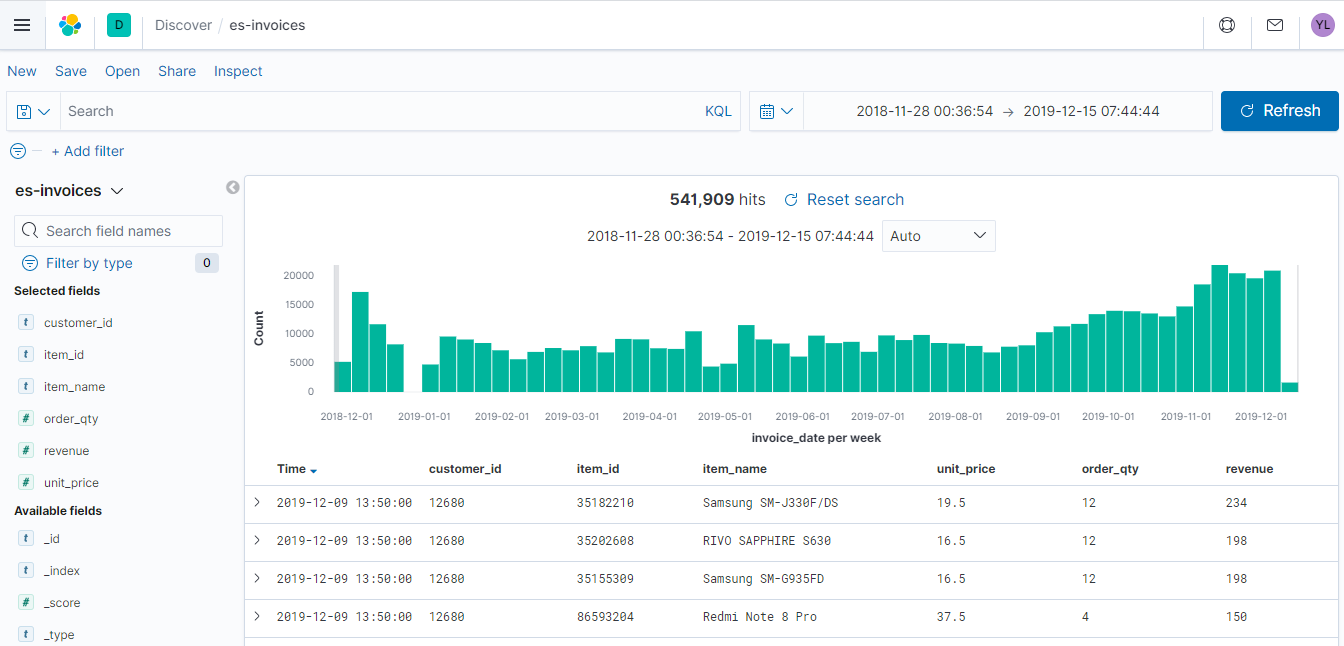 D Discover / es-invoices YL
New Save Open Share Inspect
Search KQL 2018-11-28 00:36:54 → 2019-12-15 07:44:44 Refresh
+ Add filter
es-invoices
Search field names
Filter by type 0
Selected fields
t customer_id
t item_id
t item_name
# order_qty
# revenue
# unit_price
Available fields
t _id
t _index
# _score
t _type
541,909 hits Reset search
2018-11-28 00:36:54 - 2019-12-15 07:44:44 Auto
Count
20000
15000
10000
5000
0
2018-12-01 2019-01-01 2019-02-01 2019-03-01 2019-04-01 2019-05-01 2019-06-01 2019-07-01 2019-08-01 2019-09-01 2019-10-01 2019-11-01 2019-12-01
invoice_date per week
Time customer_id item_id item_name unit_price order_qty revenue
2019-12-09 13:50:00 12680 35182210 Samsung SM-J330F/DS 19.5 12 234
2019-12-09 13:50:00 12680 35202608 RIVO SAPPHIRE S630 16.5 12 198
2019-12-09 13:50:00 12680 35155309 Samsung SM-G935FD 16.5 12 198
2019-12-09 13:50:00 12680 86593204 Redmi Note 8 Pro 37.5 4 150